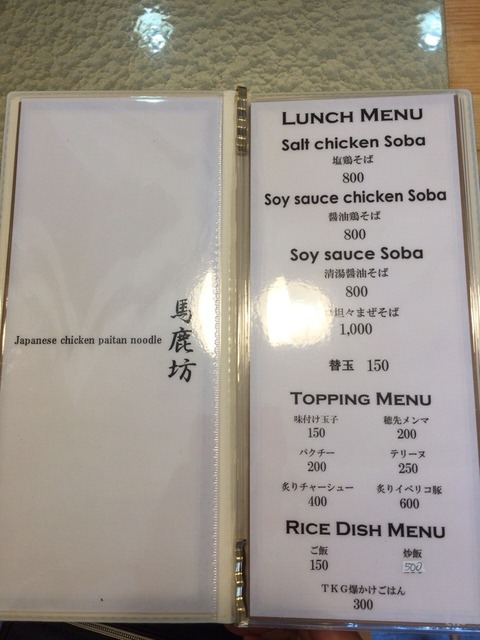 Japanese chicken paitan noodle
馬鹿坊
LUNCH MENU
Salt chicken Soba
塩鶏そば
800
Soy sauce chicken Soba
醤油鶏そば
800
Soy sauce Soba
清湯醤油そば
800
坦々まぜそば
1,000
替玉 150
TOPPING MENU
味付け玉子 穂先メンマ
150 200
パクチー テリーヌ
200 250
炙りチャーシュー 炙りイベリコ豚
400 600
RICE DISH MENU
ご飯 炒飯
150 500
TKG爆かけごはん
300